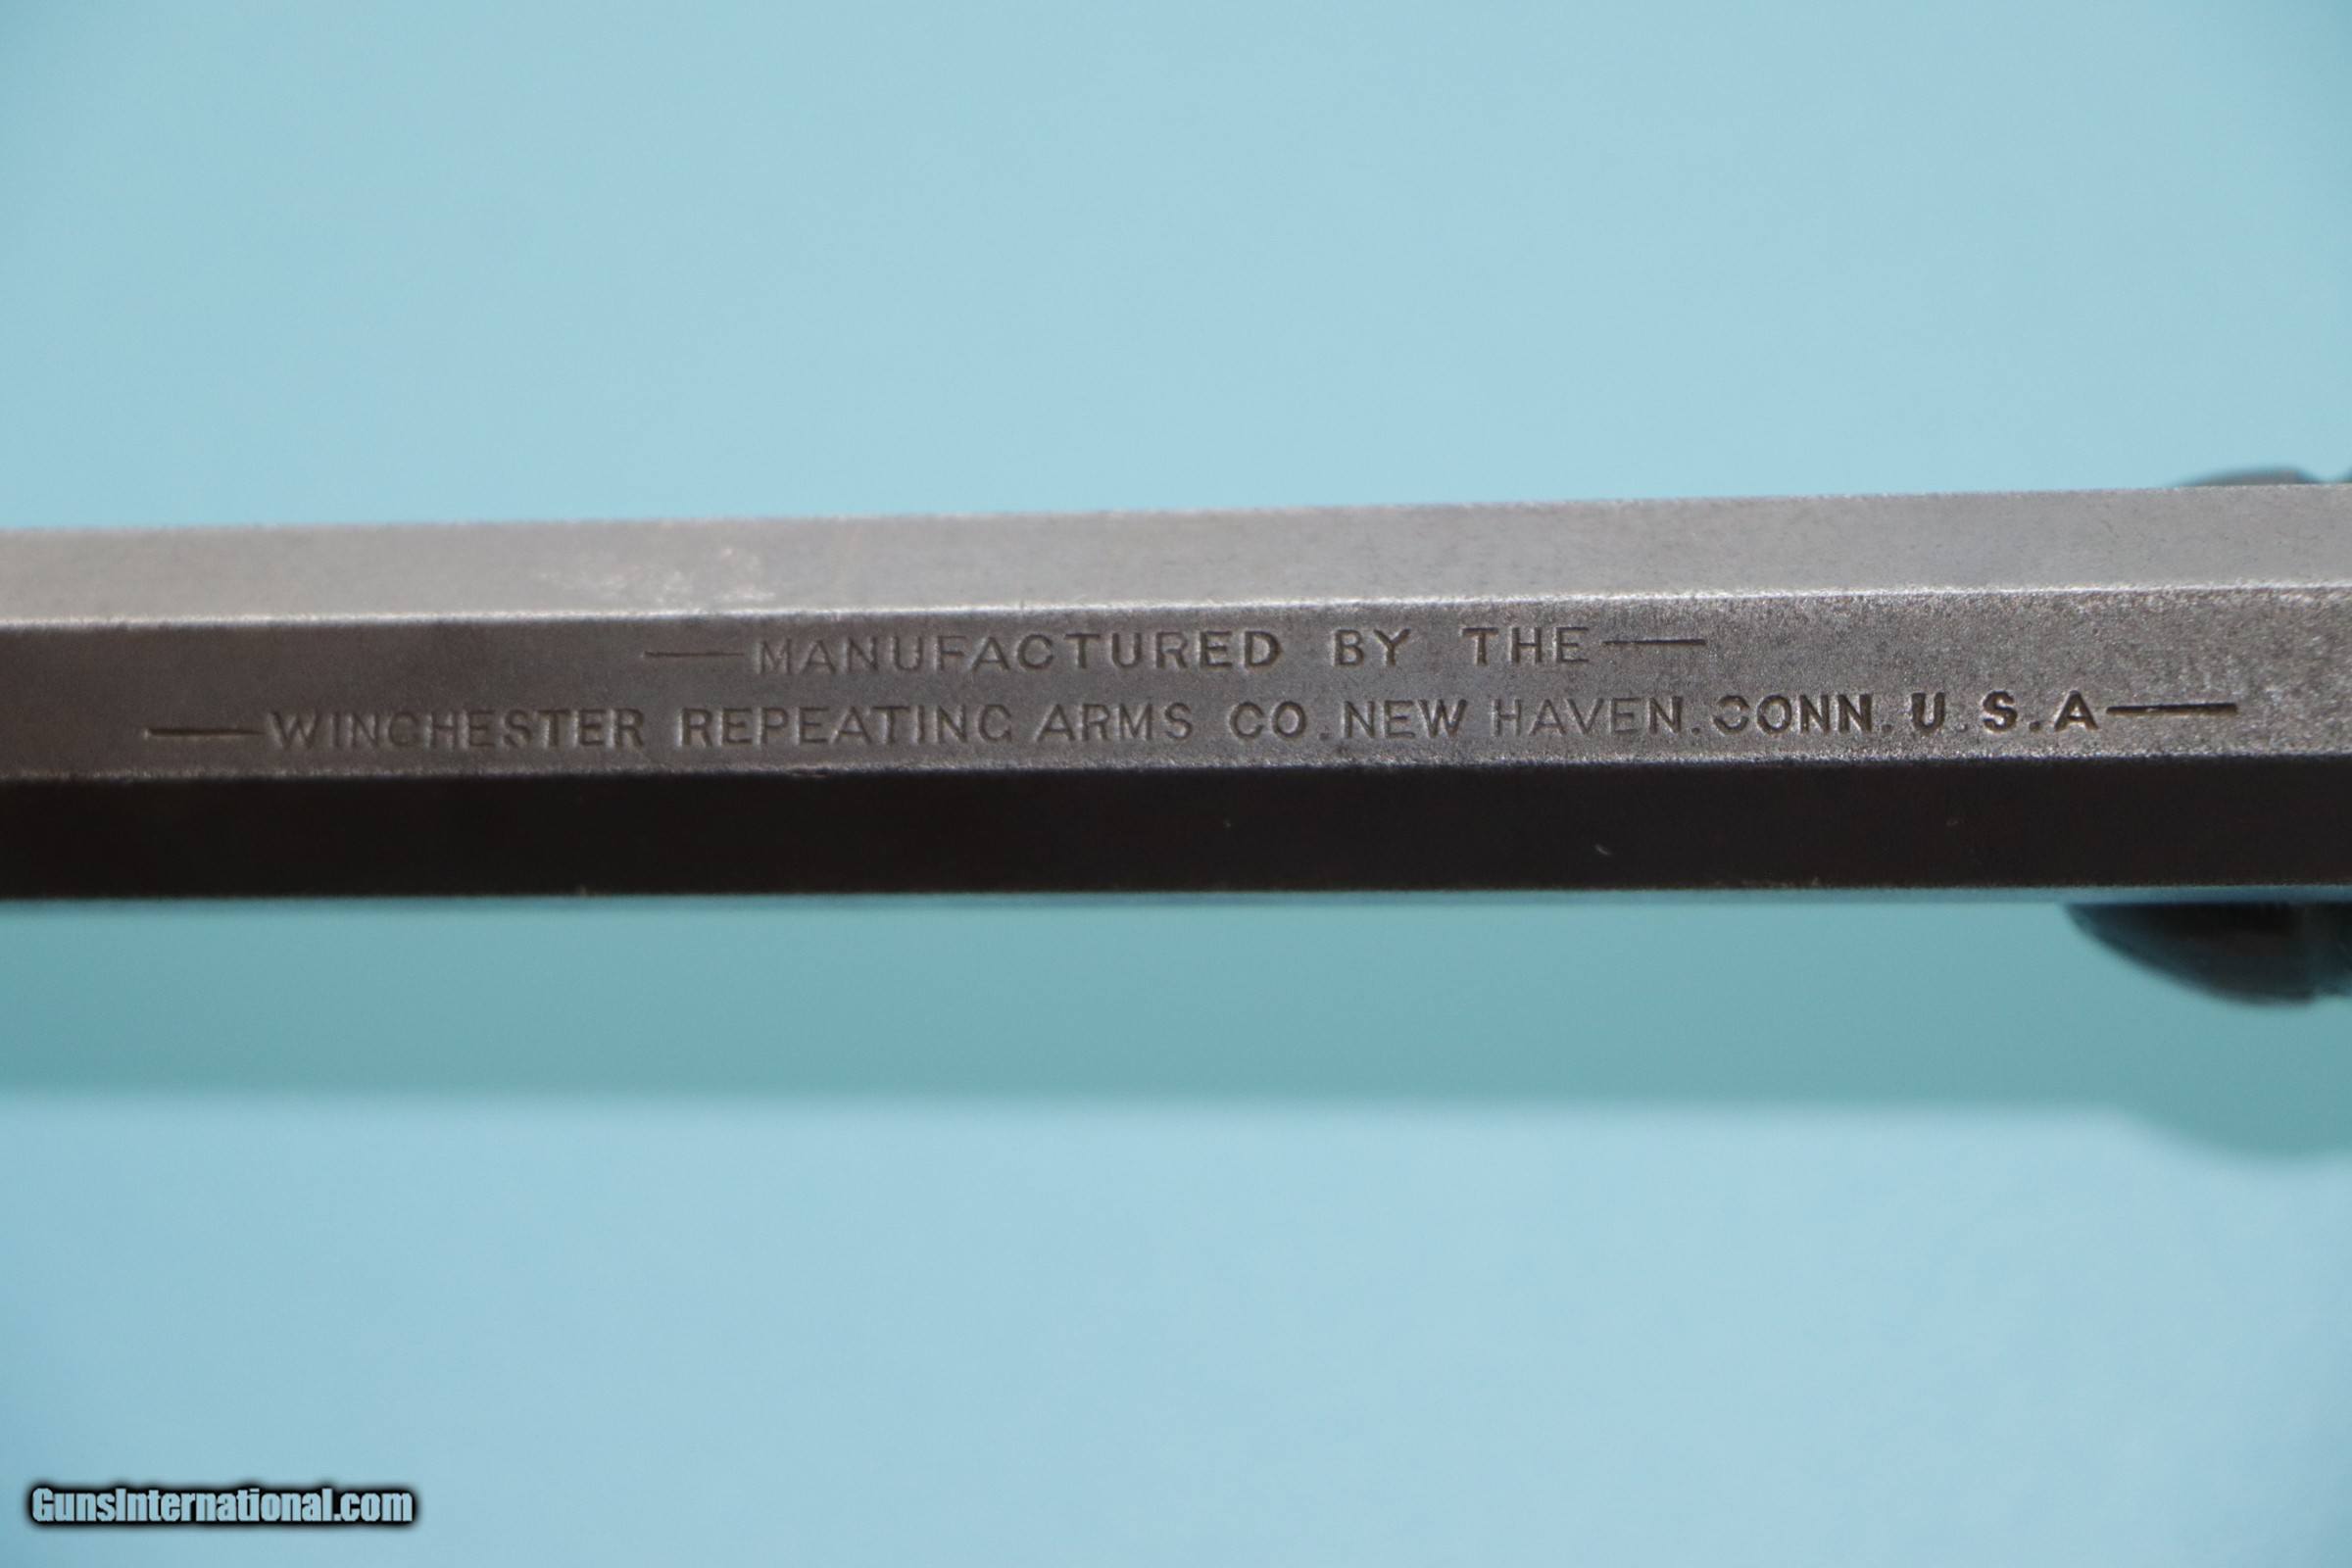 —MANUFACTURED BY THE—
—WINCHESTER REPEATING ARMS CO. NEW HAVEN. CONN. U.S.A—
GunsInternational.com